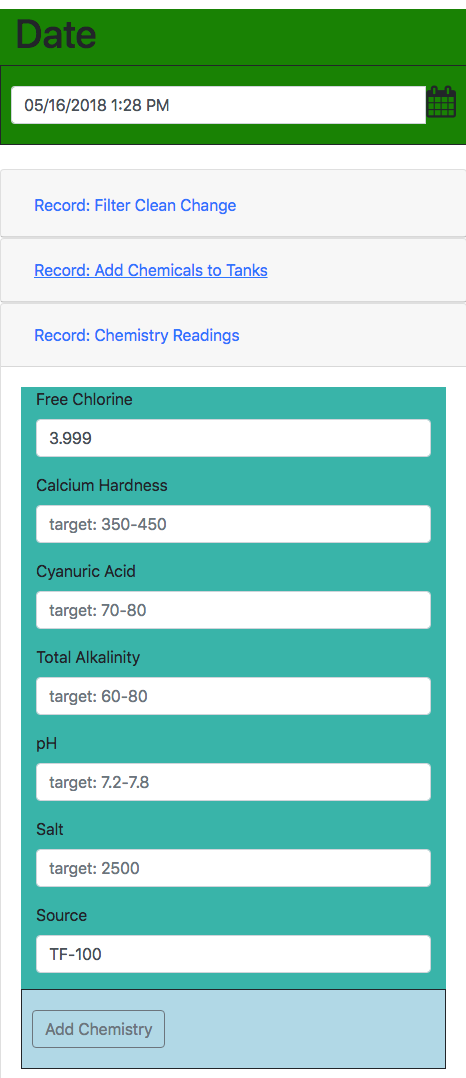 Date
05/16/2018 1:28 PM
Record: Filter Clean Change
Record: Add Chemicals to Tanks
Record: Chemistry Readings
Free Chlorine
3.999
Calcium Hardness
target: 350-450
Cyanuric Acid
target: 70-80
Total Alkalinity
target: 60-80
pH
target: 7.2-7.8
Salt
target: 2500
Source
TF-100
Add Chemistry